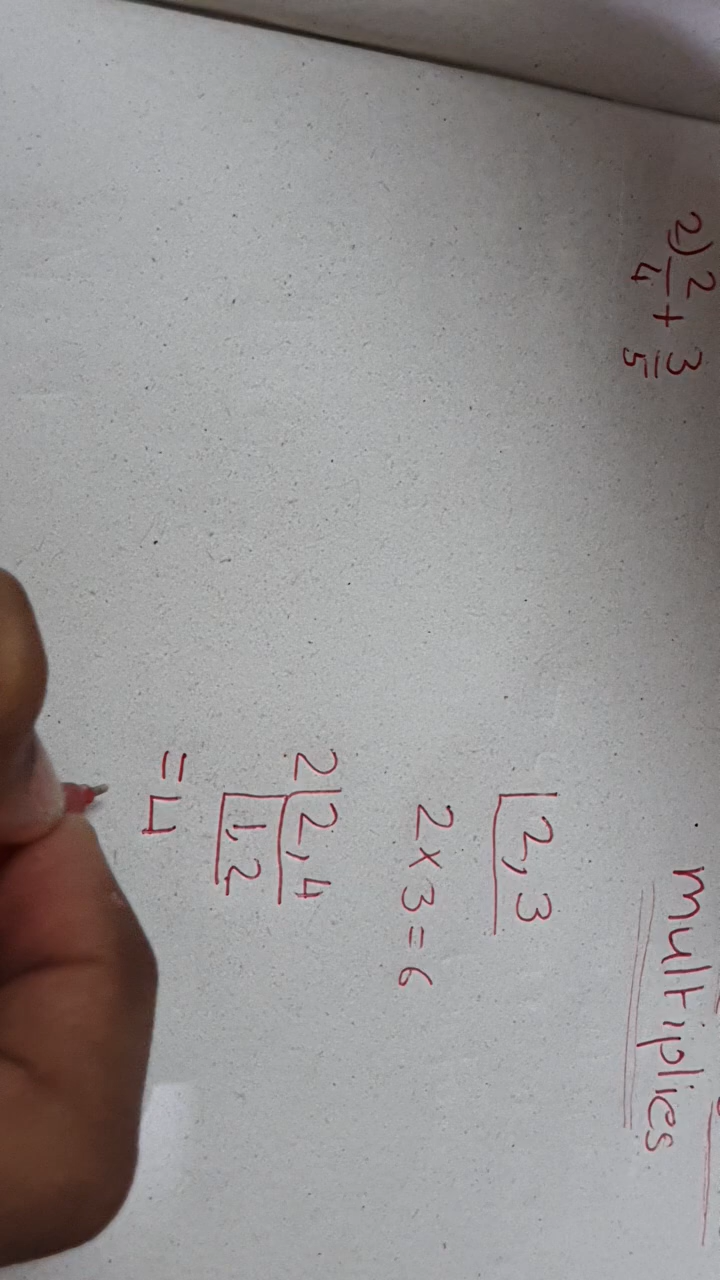 multiplies
2) 2/4 + 3/5
2, 3
2 × 3 = 6
2 | 2, 4
1, 2
= 4